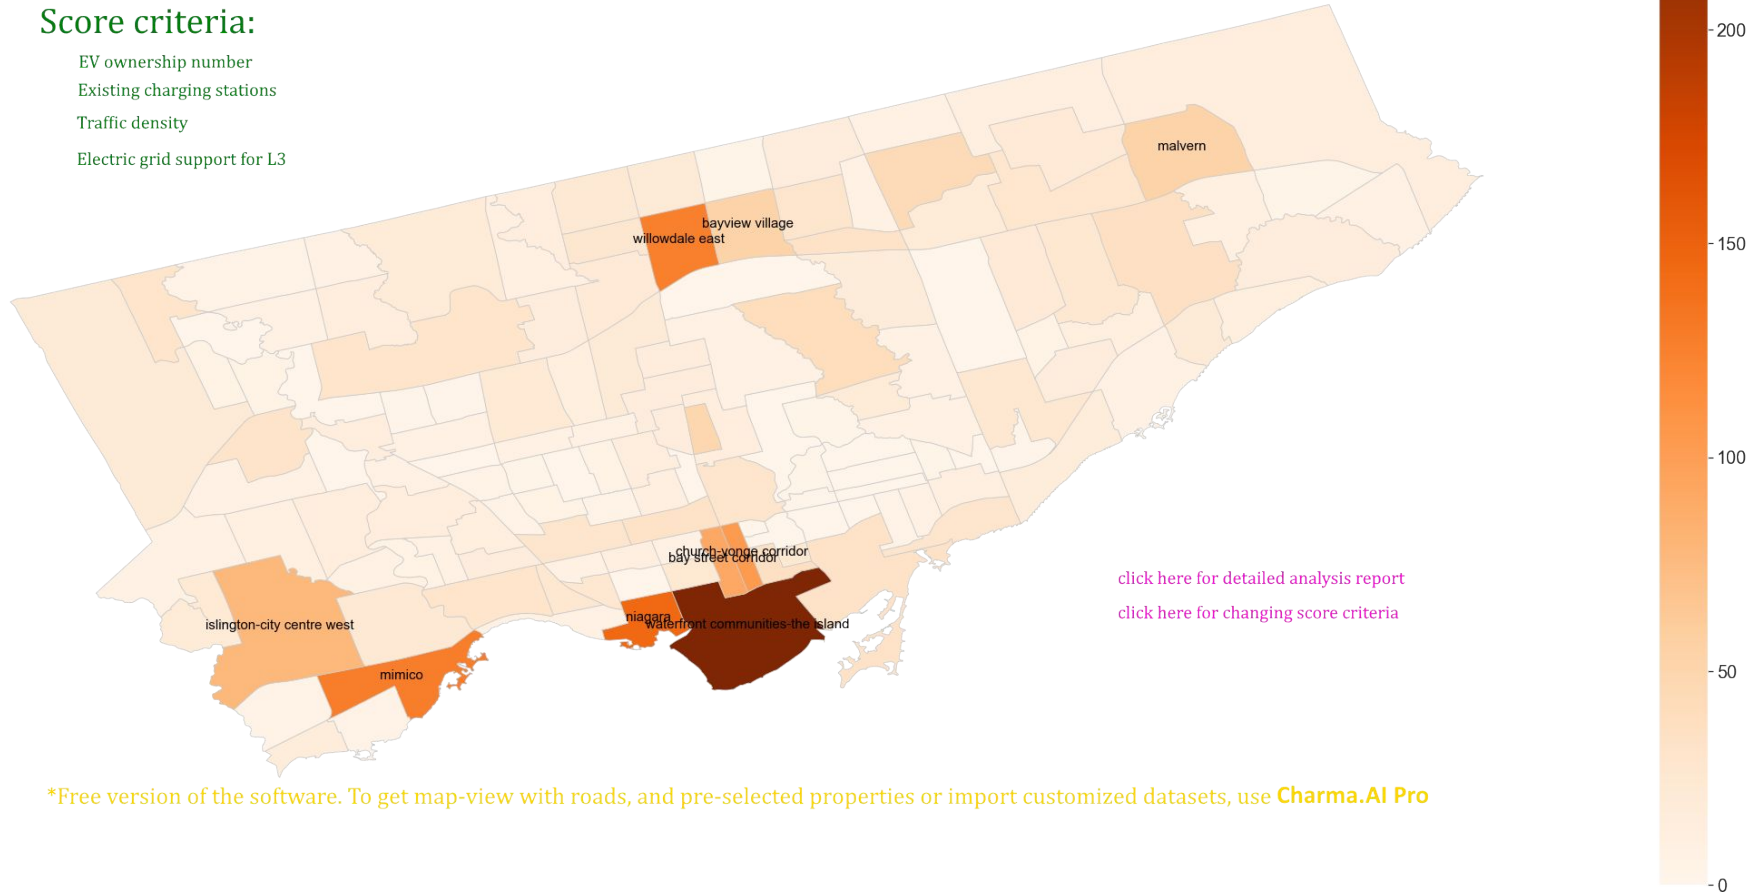 Score criteria:
EV ownership number
Existing charging stations
Traffic density
Electric grid support for L3
malvern
bayview village
willowdale east
church-yonge corridor
bay street corridor
niagara
waterfront communities-the island
islington-city centre west
mimico
click here for detailed analysis report
click here for changing score criteria
*Free version of the software. To get map-view with roads, and pre-selected properties or import customized datasets, use Charma.AI Pro
200
150
100
50
0